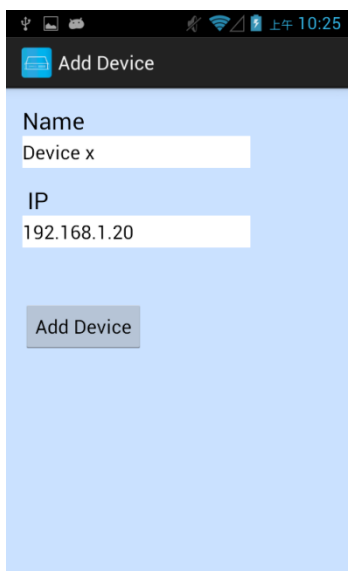 上午 10:25
Add Device
Name
Device x
IP
192.168.1.20
Add Device